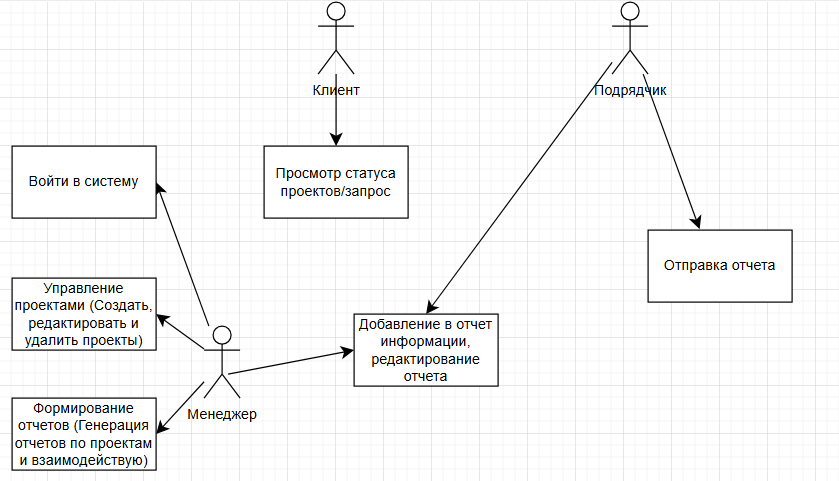 Клиент
Подрядчик
Войти в систему
Просмотр статуса
проектов/запрос
Отправка отчета
Управление
проектами (Создать,
редактировать и
удалить проекты)
Добавление в отчет
информации,
редактирование
отчета
Менеджер
Формирование
отчетов (Генерация
отчетов по проектам
и взаимодействую)